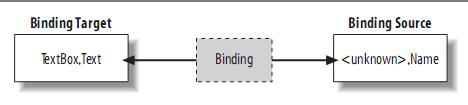 Binding Target
Binding Source
TextBox.Text
Binding
<unknown>.Name